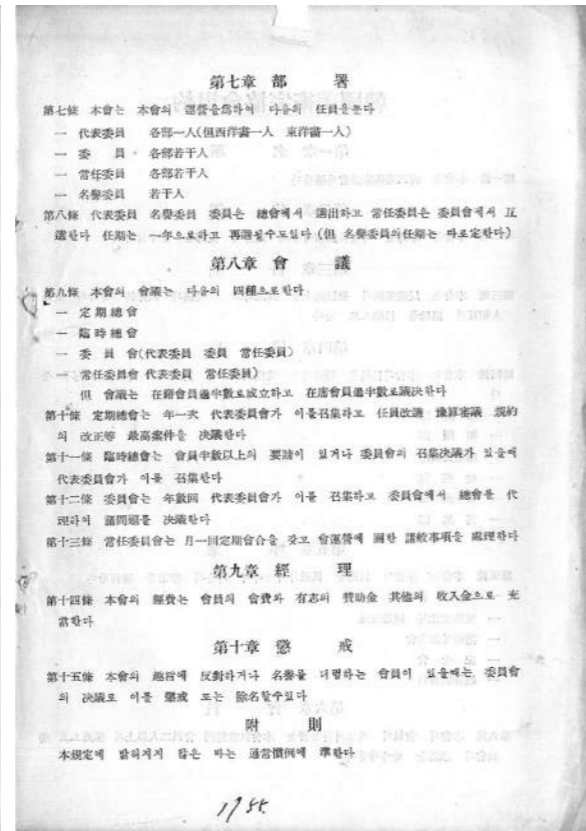 第七章 部 署
第七條 本會는 本會의 運營을爲하여 다음의 任員을둔다
一 代表委員 各部一人(但西洋畵一人 東洋畵一人)
一 委 員 各部若干人
一 常任委員 各部若干人
一 名譽委員 若干人
第八條 代表委員 名譽委員 委員은 總會에서 選出하고 常任委員은 委員會에서 互
選한다 任期는 一年으로하고 再選될수도있다 (但 名譽委員의任期는 따로定한다)
第八章 會 議
第九條 本會의 會議는 다음의 四種으로한다
一 定期總會
一 臨時總會
一 委 員 會(代表委員 委員 常任委員)
一 常任委員會 代表委員 常任委員)
但 會議는 在籍會員過半數로成立하고 在席會員過半數로議決한다
第十條 定期總會는 年一次 代表委員會가 이를召集하고 任員改選 豫算審議 規約
의 改正等 最高案件을 決議한다
第十一條 臨時總會는 會員半數以上의 要請이 있거나 委員會의 召集決議가 있을때
代表委員會가 이를 召集한다
第十二條 委員會는 年數回 代表委員會가 이를 召集하고 委員會에서 總會를 代
理하여 諸問題를 決議한다
第十三條 常任委員會는 月一回定期會合을 갖고 會運營에 關한 諸般事項을 處理한다
第九章 經 理
第十四條 本會의 經費는 會員의 會費와 有志의 贊助金 其他의 收入金으로 充
當한다
第十章 懲 戒
第十五條 本會의 趣旨에 反對하거나 名譽를 더럽하는 會員이 있을때는 委員會
의 決議로 이를 懲戒 또는 除名할수있다
附 則
本規定에 밝혀지지 않은 바는 通常慣例에 準한다
1955